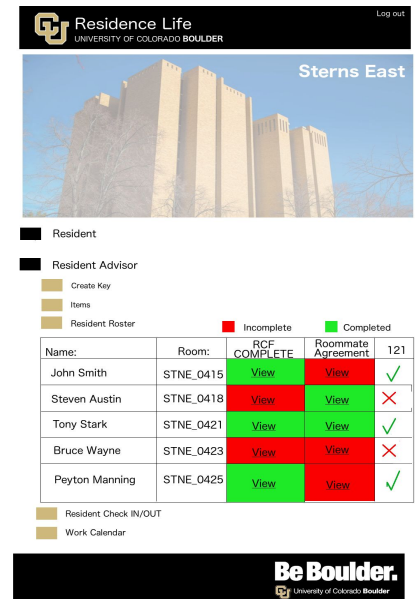 Log out
CU
Residence Life
UNIVERSITY OF COLORADO BOULDER
Sterns East
Resident
Resident Advisor
Create Key
Items
Resident Roster
Incomplete
Completed
Name: Room: RCF COMPLETE Roommate Agreement 121
John Smith STNE_0415 View View
Steven Austin STNE_0418 View View
Tony Stark STNE_0421 View View
Bruce Wayne STNE_0423 View View
Peyton Manning STNE_0425 View View
Resident Check IN/OUT
Work Calendar
Be Boulder.
CU University of Colorado Boulder